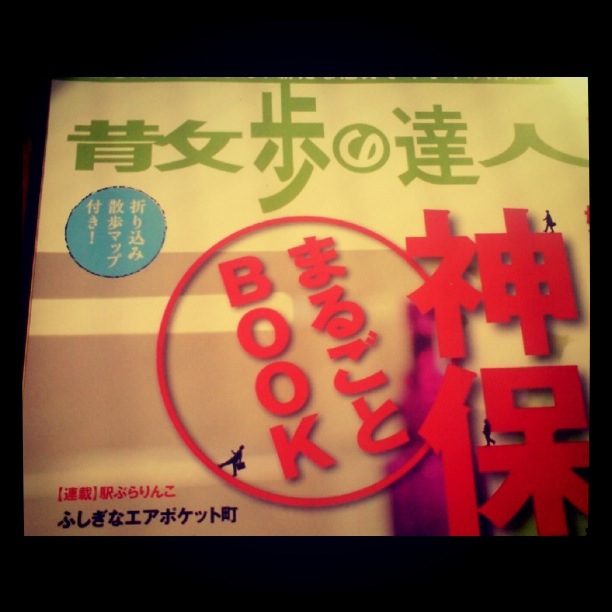 散歩の達人
折り込み
散歩マップ
付き!
神保
まるごと
BOOK
【連載】駅ぶらりんこ
ふしぎなエアポケット町